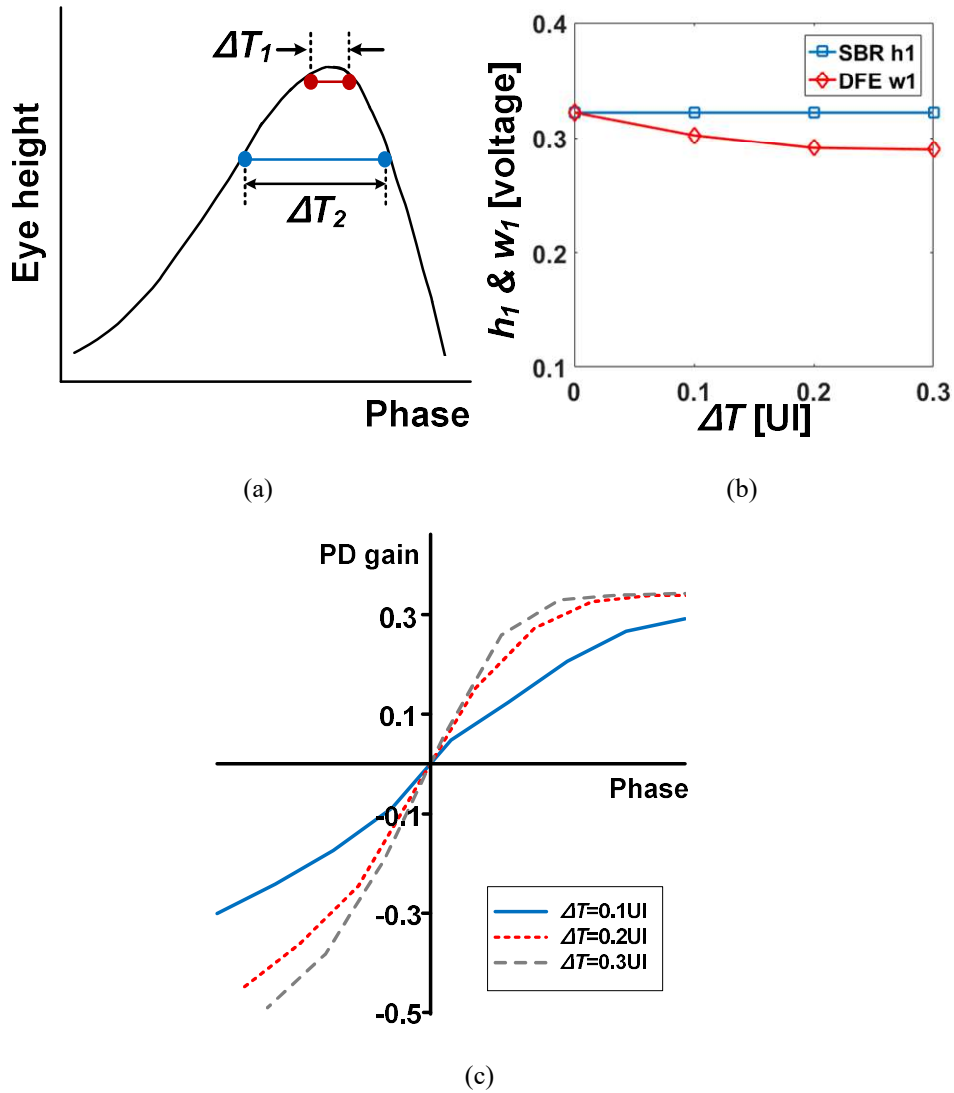 ΔT1
ΔT2
Eye height
Phase
(a)
0.4
0.3
0.2
0.1
h1 & w1 [voltage]
SBR h1
DFE w1
0
0.1
0.2
0.3
ΔT [UI]
(b)
PD gain
0.3
0.1
Phase
-0.1
-0.3
-0.5
ΔT=0.1UI
ΔT=0.2UI
ΔT=0.3UI
(c)